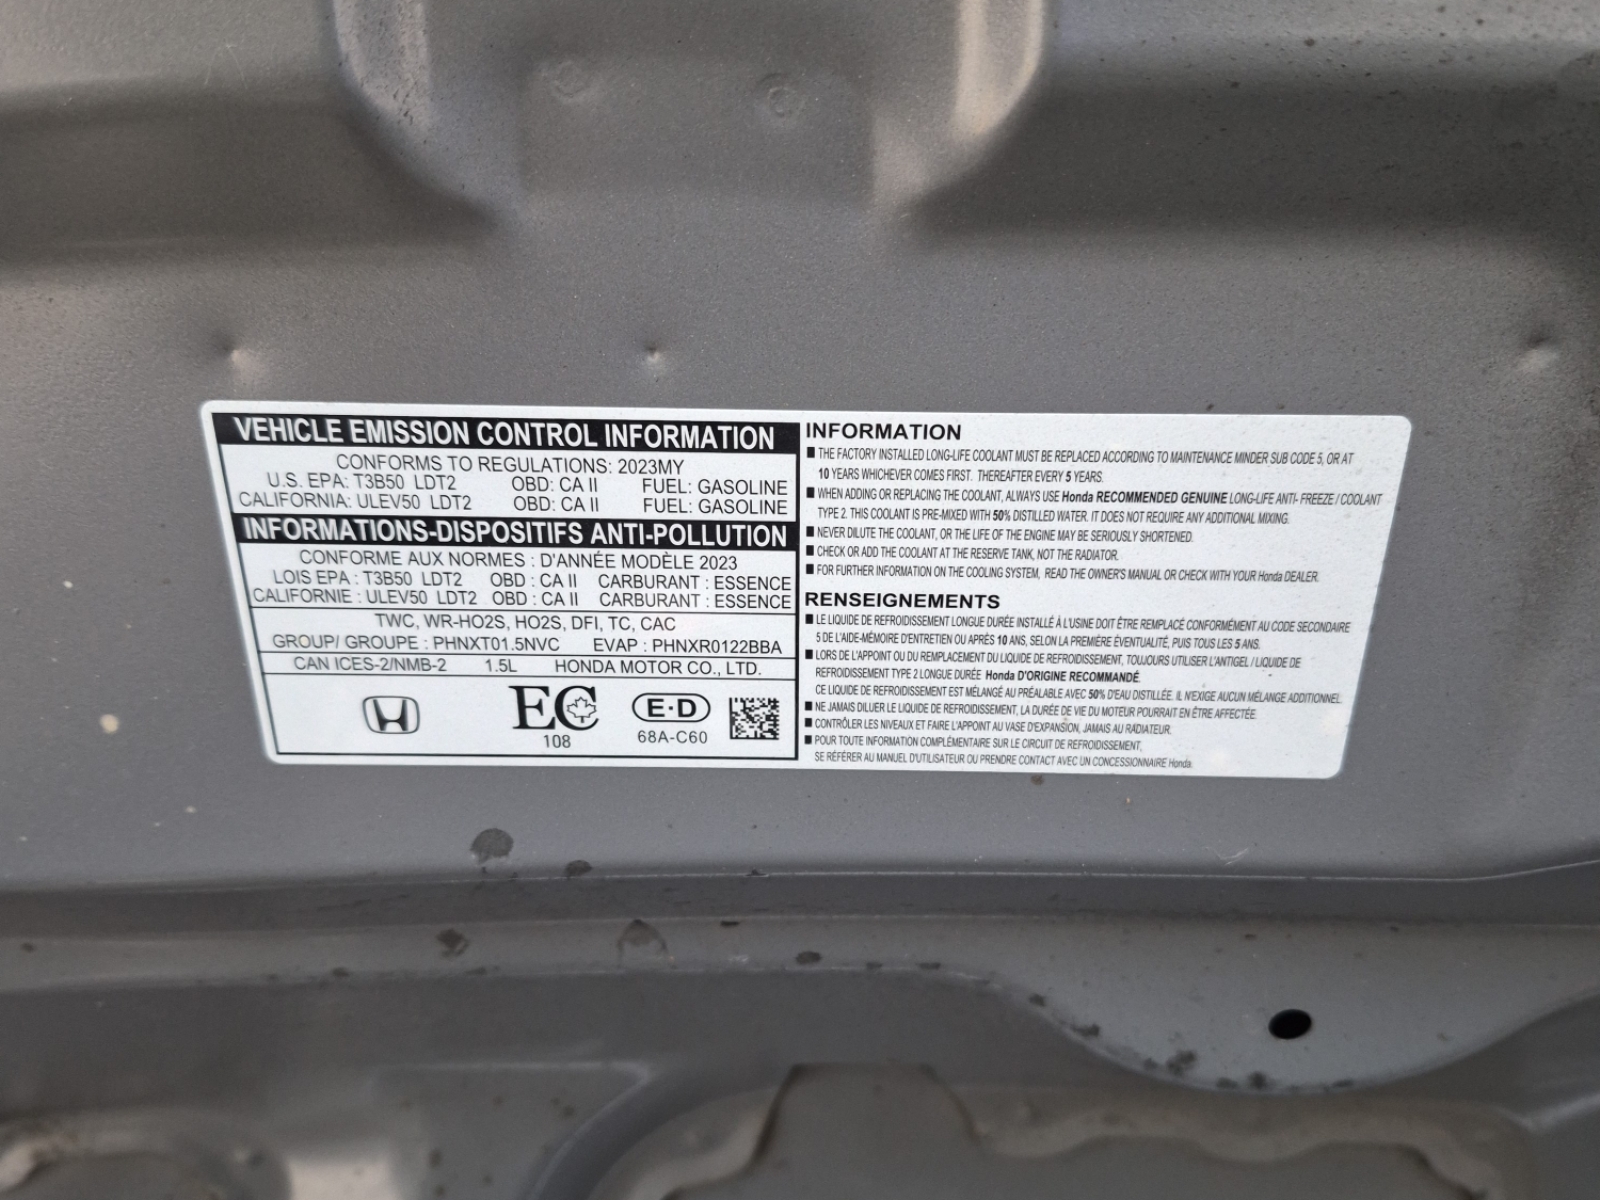 VEHICLE EMISSION CONTROL INFORMATION
CONFORMS TO REGULATIONS: 2023MY
U.S. EPA: T3B50 LDT2 OBD: CA II FUEL: GASOLINE
CALIFORNIA: ULEV50 LDT2 OBD: CA II FUEL: GASOLINE
INFORMATIONS-DISPOSITIFS ANTI-POLLUTION
CONFORME AUX NORMES : D'ANNÉE MODÈLE 2023
LOIS EPA : T3B50 LDT2 OBD : CA II CARBURANT : ESSENCE
CALIFORNIE : ULEV50 LDT2 OBD : CA II CARBURANT : ESSENCE
TWC, WR-HO2S, HO2S, DFI, TC, CAC
GROUP/ GROUPE : PHNXT01.5NVC EVAP : PHNXR0122BBA
CAN ICES-2/NMB-2 1.5L HONDA MOTOR CO., LTD.
EC
108
E·D
68A-C60
INFORMATION
■ THE FACTORY INSTALLED LONG-LIFE COOLANT MUST BE REPLACED ACCORDING TO MAINTENANCE MINDER SUB CODE 5, OR AT
10 YEARS WHICHEVER COMES FIRST. THEREAFTER EVERY 5 YEARS.
■ WHEN ADDING OR REPLACING THE COOLANT, ALWAYS USE Honda RECOMMENDED GENUINE LONG-LIFE ANTI- FREEZE / COOLANT
TYPE 2. THIS COOLANT IS PRE-MIXED WITH 50% DISTILLED WATER. IT DOES NOT REQUIRE ANY ADDITIONAL MIXING.
■ NEVER DILUTE THE COOLANT, OR THE LIFE OF THE ENGINE MAY BE SERIOUSLY SHORTENED.
■ CHECK OR ADD THE COOLANT AT THE RESERVE TANK, NOT THE RADIATOR.
■ FOR FURTHER INFORMATION ON THE COOLING SYSTEM, READ THE OWNER'S MANUAL OR CHECK WITH YOUR Honda DEALER.
RENSEIGNEMENTS
■ LE LIQUIDE DE REFROIDISSEMENT LONGUE DURÉE INSTALLÉ À L'USINE DOIT ÊTRE REMPLACÉ CONFORMÉMENT AU CODE SECONDAIRE
5 DE L'AIDE-MÉMOIRE D'ENTRETIEN OU APRÈS 10 ANS, SELON LA PREMIÈRE ÉVENTUALITÉ, PUIS TOUS LES 5 ANS.
■ LORS DE L'APPOINT OU DU REMPLACEMENT DU LIQUIDE DE REFROIDISSEMENT, TOUJOURS UTILISER L'ANTIGEL / LIQUIDE DE
REFROIDISSEMENT TYPE 2 LONGUE DURÉE Honda D'ORIGINE RECOMMANDÉ.
CE LIQUIDE DE REFROIDISSEMENT EST MÉLANGÉ AU PRÉALABLE AVEC 50% D'EAU DISTILLÉE. IL N'EXIGE AUCUN MÉLANGE ADDITIONNEL.
■ NE JAMAIS DILUER LE LIQUIDE DE REFROIDISSEMENT, LA DURÉE DE VIE DU MOTEUR POURRAIT EN ÊTRE AFFECTÉE.
■ CONTRÔLER LES NIVEAUX ET FAIRE L'APPOINT AU VASE D'EXPANSION, JAMAIS AU RADIATEUR.
■ POUR TOUTE INFORMATION COMPLÉMENTAIRE SUR LE CIRCUIT DE REFROIDISSEMENT,
SE RÉFÉRER AU MANUEL D'UTILISATEUR OU PRENDRE CONTACT AVEC UN CONCESSIONNAIRE Honda.